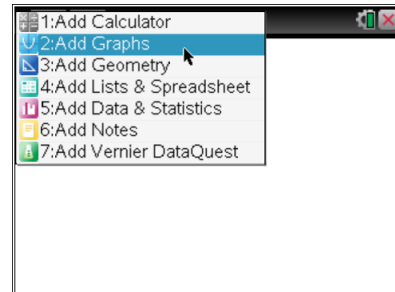 1:Add Calculator
2:Add Graphs
3:Add Geometry
4:Add Lists & Spreadsheet
5:Add Data & Statistics
6:Add Notes
7:Add Vernier DataQuest